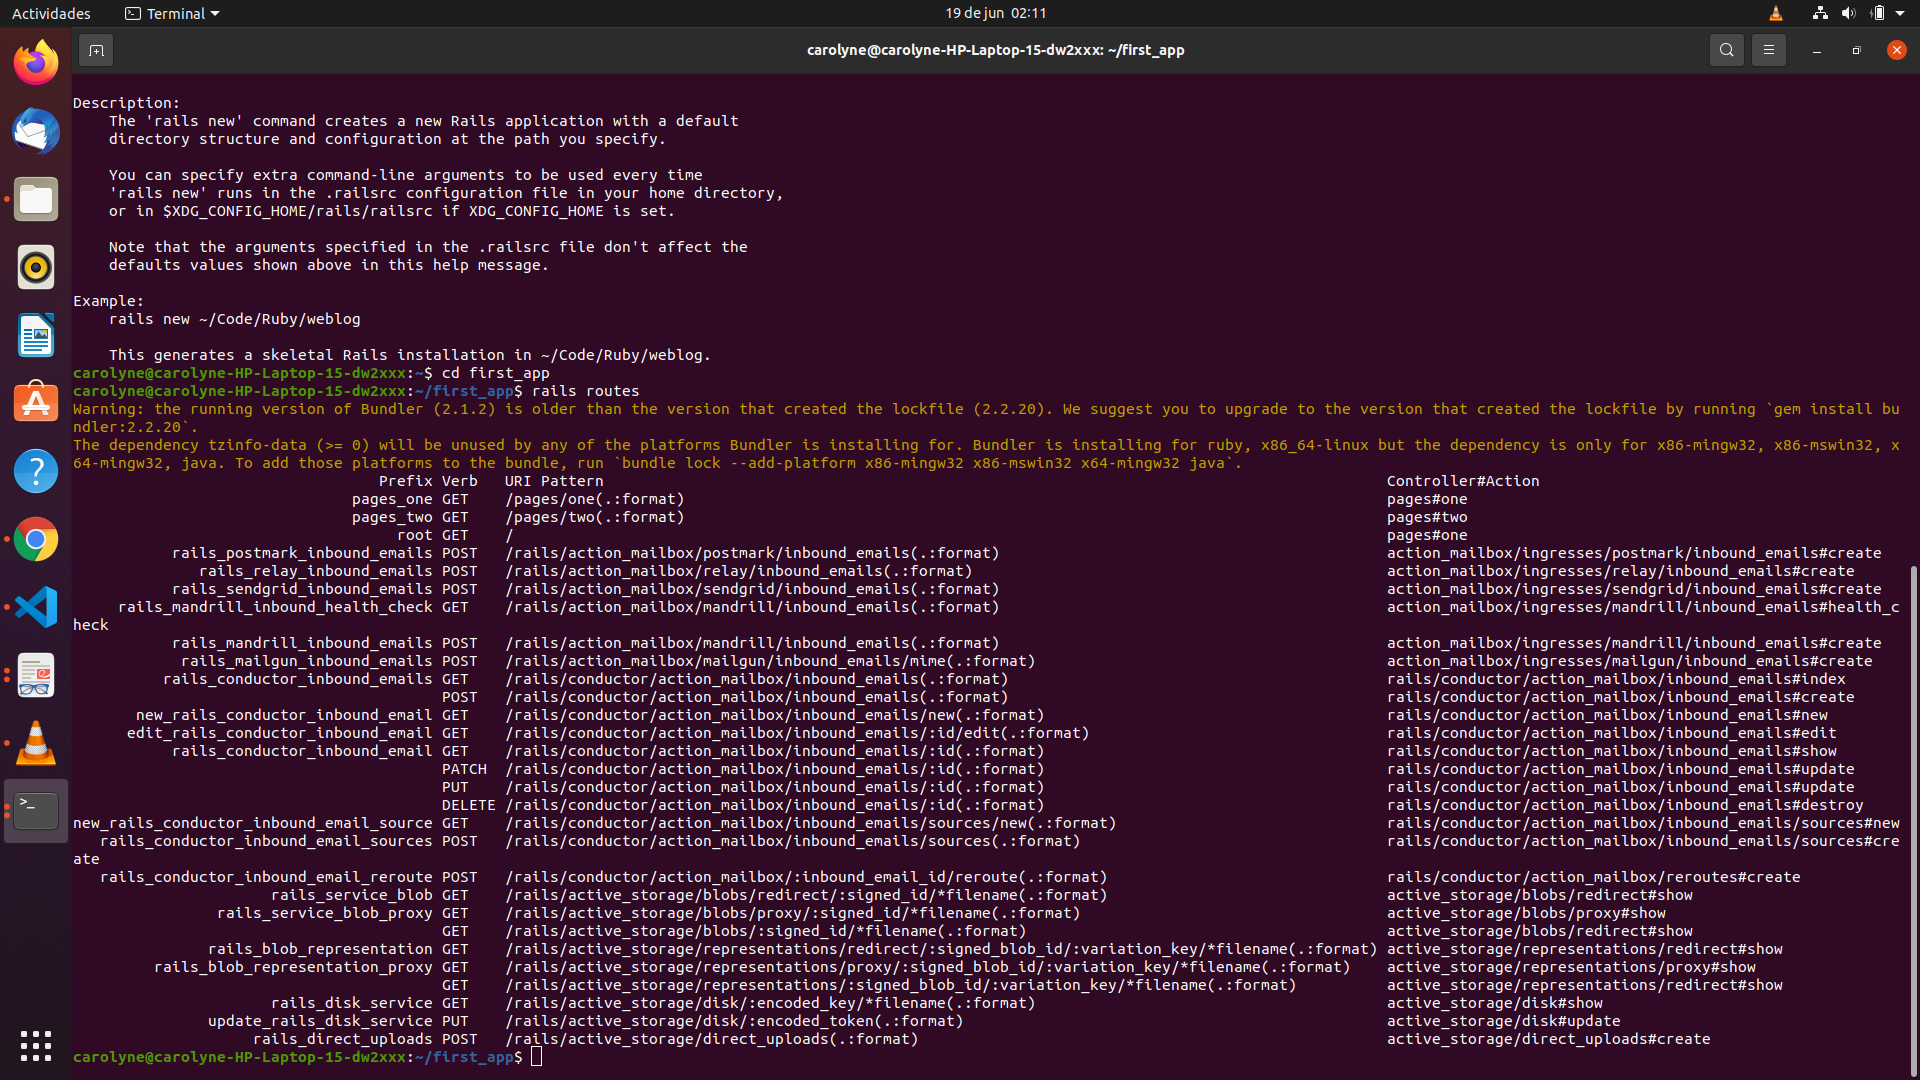 Actividades
Terminal
19 de jun 02:11
carolyne@carolyne-HP-Laptop-15-dw2xxx: ~/first_app
Description:
The 'rails new' command creates a new Rails application with a default
directory structure and configuration at the path you specify.
You can specify extra command-line arguments to be used every time
'rails new' runs in the .railsrc configuration file in your home directory,
or in $XDG_CONFIG_HOME/rails/railsrc if XDG_CONFIG_HOME is set.
Note that the arguments specified in the .railsrc file don't affect the
defaults values shown above in this help message.
Example:
rails new ~/Code/Ruby/weblog
This generates a skeletal Rails installation in ~/Code/Ruby/weblog.
carolyne@carolyne-HP-Laptop-15-dw2xxx:~$ cd first_app
carolyne@carolyne-HP-Laptop-15-dw2xxx:~/first_app$ rails routes
Warning: the running version of Bundler (2.1.2) is older than the version that created the lockfile (2.2.20). We suggest you to upgrade to the version that created the lockfile by running `gem install bu
ndler:2.2.20`.
The dependency tzinfo-data (>= 0) will be unused by any of the platforms Bundler is installing for. Bundler is installing for ruby, x86_64-linux but the dependency is only for x86-mingw32, x86-mswin32, x
64-mingw32, java. To add those platforms to the bundle, run `bundle lock --add-platform x86-mingw32 x86-mswin32 x64-mingw32 java`.
Prefix Verb URI Pattern Controller#Action
pages_one GET /pages/one(.:format) pages#one
pages_two GET /pages/two(.:format) pages#two
root GET / pages#one
rails_postmark_inbound_emails POST /rails/action_mailbox/postmark/inbound_emails(.:format) action_mailbox/ingresses/postmark/inbound_emails#create
rails_relay_inbound_emails POST /rails/action_mailbox/relay/inbound_emails(.:format) action_mailbox/ingresses/relay/inbound_emails#create
rails_sendgrid_inbound_emails POST /rails/action_mailbox/sendgrid/inbound_emails(.:format) action_mailbox/ingresses/sendgrid/inbound_emails#create
rails_mandrill_inbound_health_check GET /rails/action_mailbox/mandrill/inbound_emails(.:format) action_mailbox/ingresses/mandrill/inbound_emails#health_c
heck
rails_mandrill_inbound_emails POST /rails/action_mailbox/mandrill/inbound_emails(.:format) action_mailbox/ingresses/mandrill/inbound_emails#create
rails_mailgun_inbound_emails POST /rails/action_mailbox/mailgun/inbound_emails/mime(.:format) action_mailbox/ingresses/mailgun/inbound_emails#create
rails_conductor_inbound_emails GET /rails/conductor/action_mailbox/inbound_emails(.:format) rails/conductor/action_mailbox/inbound_emails#index
POST /rails/conductor/action_mailbox/inbound_emails(.:format) rails/conductor/action_mailbox/inbound_emails#create
new_rails_conductor_inbound_email GET /rails/conductor/action_mailbox/inbound_emails/new(.:format) rails/conductor/action_mailbox/inbound_emails#new
edit_rails_conductor_inbound_email GET /rails/conductor/action_mailbox/inbound_emails/:id/edit(.:format) rails/conductor/action_mailbox/inbound_emails#edit
rails_conductor_inbound_email GET /rails/conductor/action_mailbox/inbound_emails/:id(.:format) rails/conductor/action_mailbox/inbound_emails#show
PATCH /rails/conductor/action_mailbox/inbound_emails/:id(.:format) rails/conductor/action_mailbox/inbound_emails#update
PUT /rails/conductor/action_mailbox/inbound_emails/:id(.:format) rails/conductor/action_mailbox/inbound_emails#update
DELETE /rails/conductor/action_mailbox/inbound_emails/:id(.:format) rails/conductor/action_mailbox/inbound_emails#destroy
new_rails_conductor_inbound_email_source GET /rails/conductor/action_mailbox/inbound_emails/sources/new(.:format) rails/conductor/action_mailbox/inbound_emails/sources#new
rails_conductor_inbound_email_sources POST /rails/conductor/action_mailbox/inbound_emails/sources(.:format) rails/conductor/action_mailbox/inbound_emails/sources#cre
ate
rails_conductor_inbound_email_reroute POST /rails/conductor/action_mailbox/:inbound_email_id/reroute(.:format) rails/conductor/action_mailbox/reroutes#create
rails_service_blob GET /rails/active_storage/blobs/redirect/:signed_id/*filename(.:format) active_storage/blobs/redirect#show
rails_service_blob_proxy GET /rails/active_storage/blobs/proxy/:signed_id/*filename(.:format) active_storage/blobs/proxy#show
GET /rails/active_storage/blobs/:signed_id/*filename(.:format) active_storage/blobs/redirect#show
rails_blob_representation GET /rails/active_storage/representations/redirect/:signed_blob_id/:variation_key/*filename(.:format) active_storage/representations/redirect#show
rails_blob_representation_proxy GET /rails/active_storage/representations/proxy/:signed_blob_id/:variation_key/*filename(.:format) active_storage/representations/proxy#show
GET /rails/active_storage/representations/:signed_blob_id/:variation_key/*filename(.:format) active_storage/representations/redirect#show
rails_disk_service GET /rails/active_storage/disk/:encoded_key/*filename(.:format) active_storage/disk#show
update_rails_disk_service PUT /rails/active_storage/disk/:encoded_token(.:format) active_storage/disk#update
rails_direct_uploads POST /rails/active_storage/direct_uploads(.:format) active_storage/direct_uploads#create
carolyne@carolyne-HP-Laptop-15-dw2xxx:~/first_app$